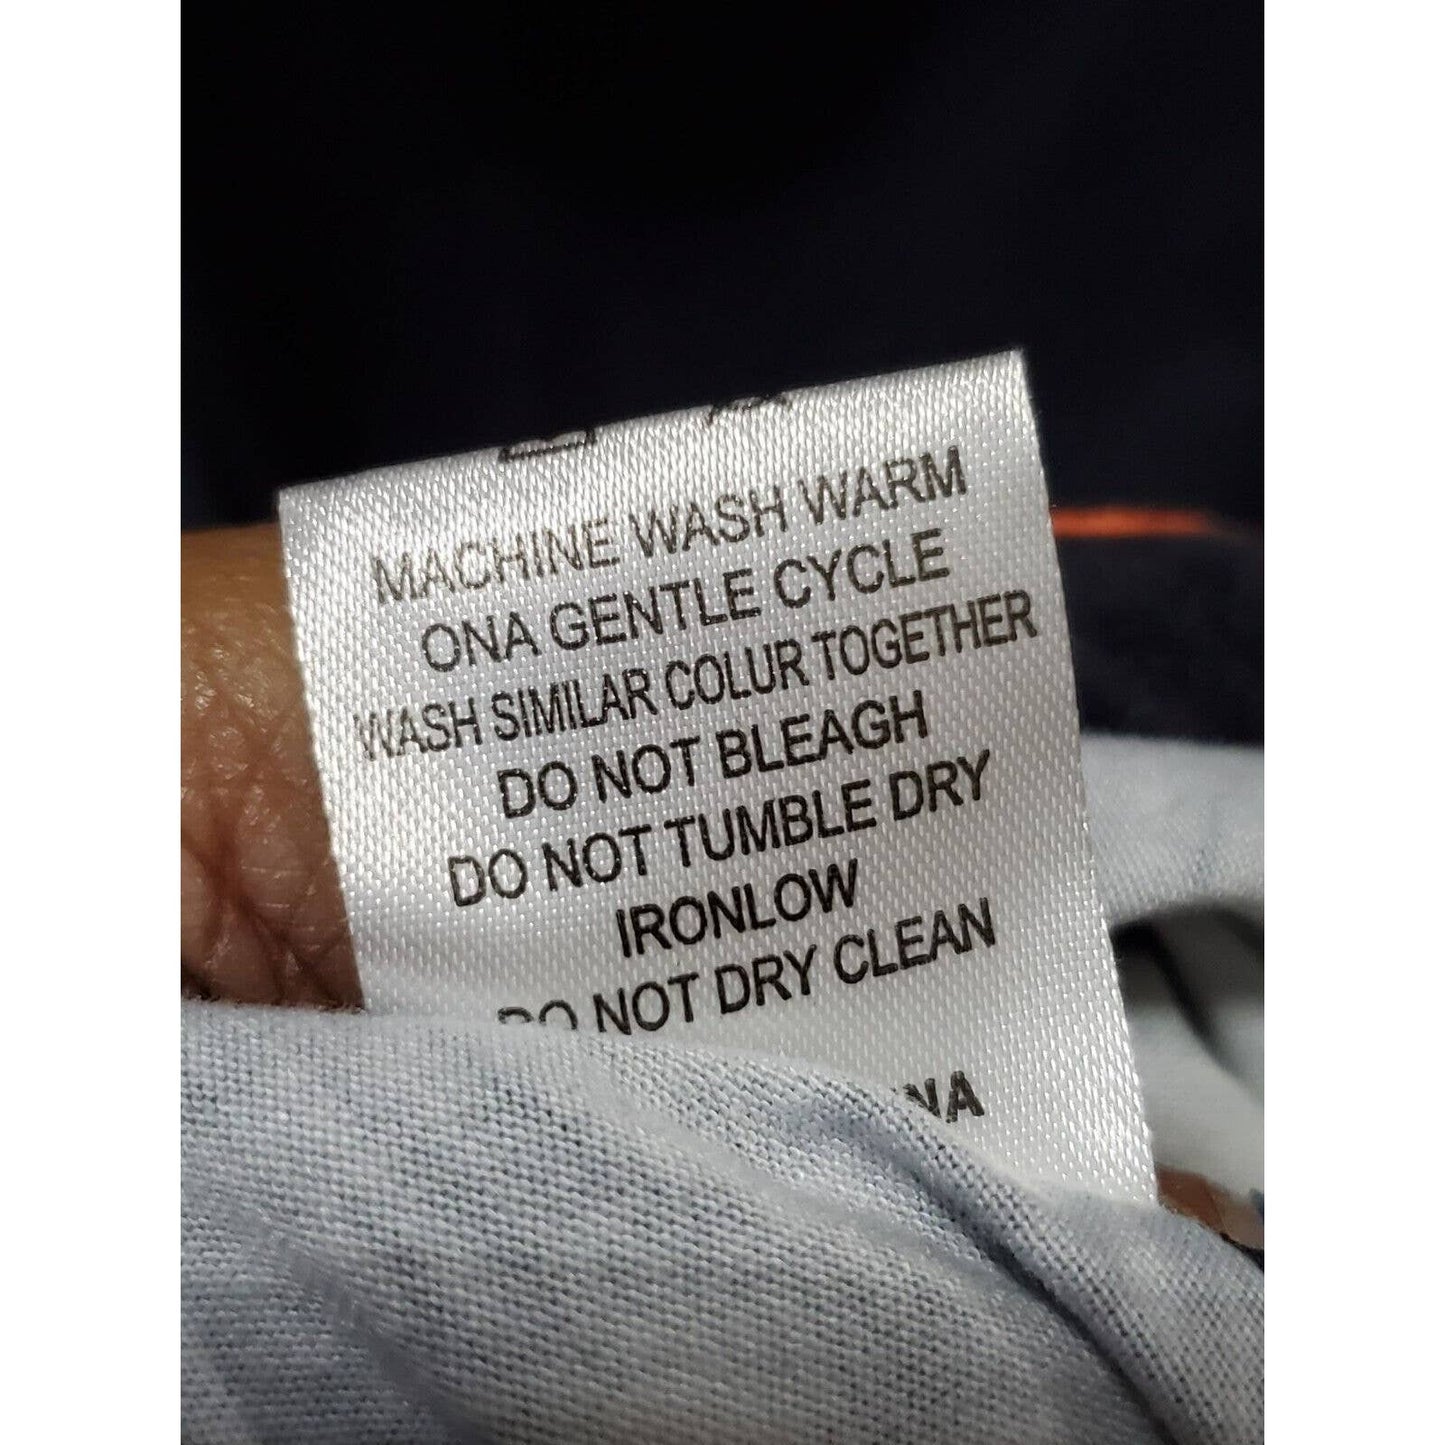 MACHINE WASH WARM
ONA GENTLE CYCLE
WASH SIMILAR COLUR TOGETHER
DO NOT BLEAGH
DO NOT TUMBLE DRY
IRONLOW
DO NOT DRY CLEAN